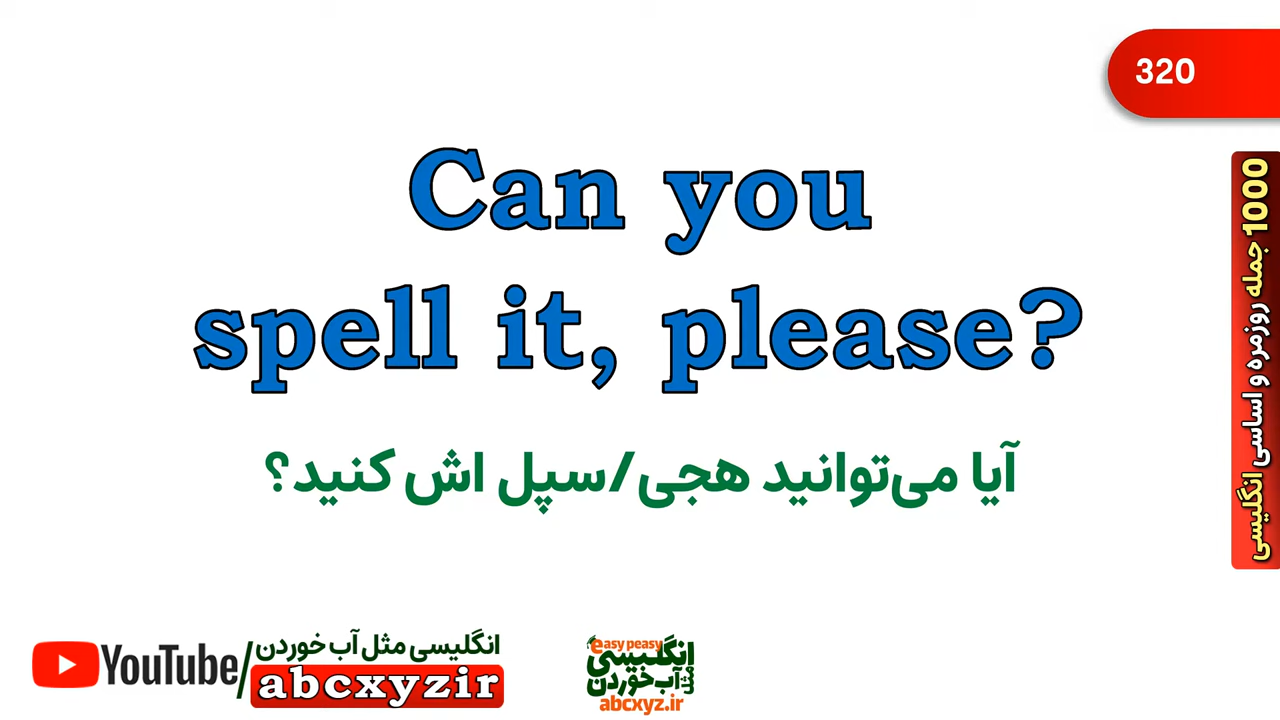 320
1000 جمله روزمره و اساسی انگلیسی
Can you
spell it, please?
آیا می‌توانید هجی/سپل اش کنید؟
YouTube/انگلیسی مثل آب خوردن
abcxyzir
easy peasy
انگلیسی
مثل
آب خوردن
abcxyz.ir